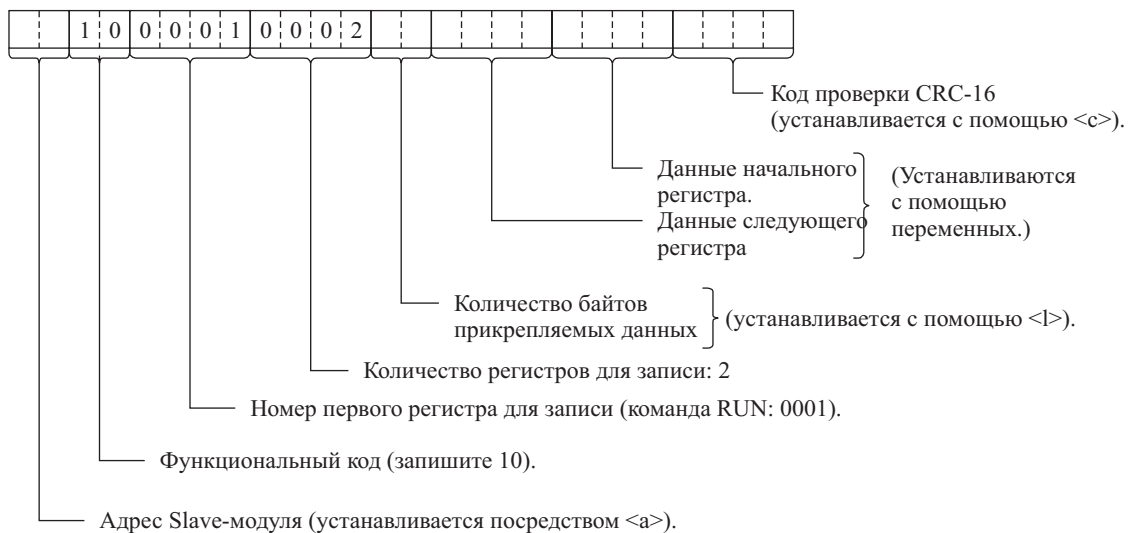 1 0 0 0 0 1 0 0 0 2
Код проверки CRC-16
(устанавливается с помощью <c>).
Данные начального
регистра.
Данные следующего
регистра
(Устанавливаются
с помощью
переменных.)
Количество байтов
прикрепляемых данных
(устанавливается с помощью <l>).
Количество регистров для записи: 2
Номер первого регистра для записи (команда RUN: 0001).
Функциональный код (запишите 10).
Адрес Slave-модуля (устанавливается посредством <a>).